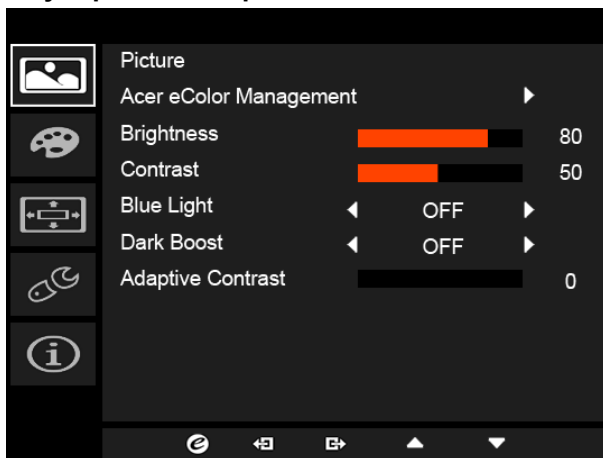 Picture
Acer eColor Management
Brightness 80
Contrast 50
Blue Light OFF
Dark Boost OFF
Adaptive Contrast 0